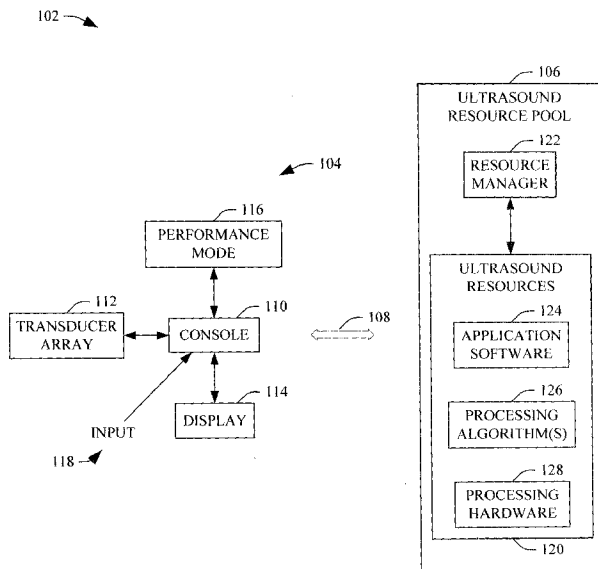 102
106
ULTRASOUND
RESOURCE POOL
122
RESOURCE
MANAGER
104
116
PERFORMANCE
MODE
ULTRASOUND
RESOURCES
112
TRANSDUCER
ARRAY
110
CONSOLE
108
124
APPLICATION
SOFTWARE
114
DISPLAY
126
PROCESSING
ALGORITHM(S)
INPUT
118
128
PROCESSING
HARDWARE
120